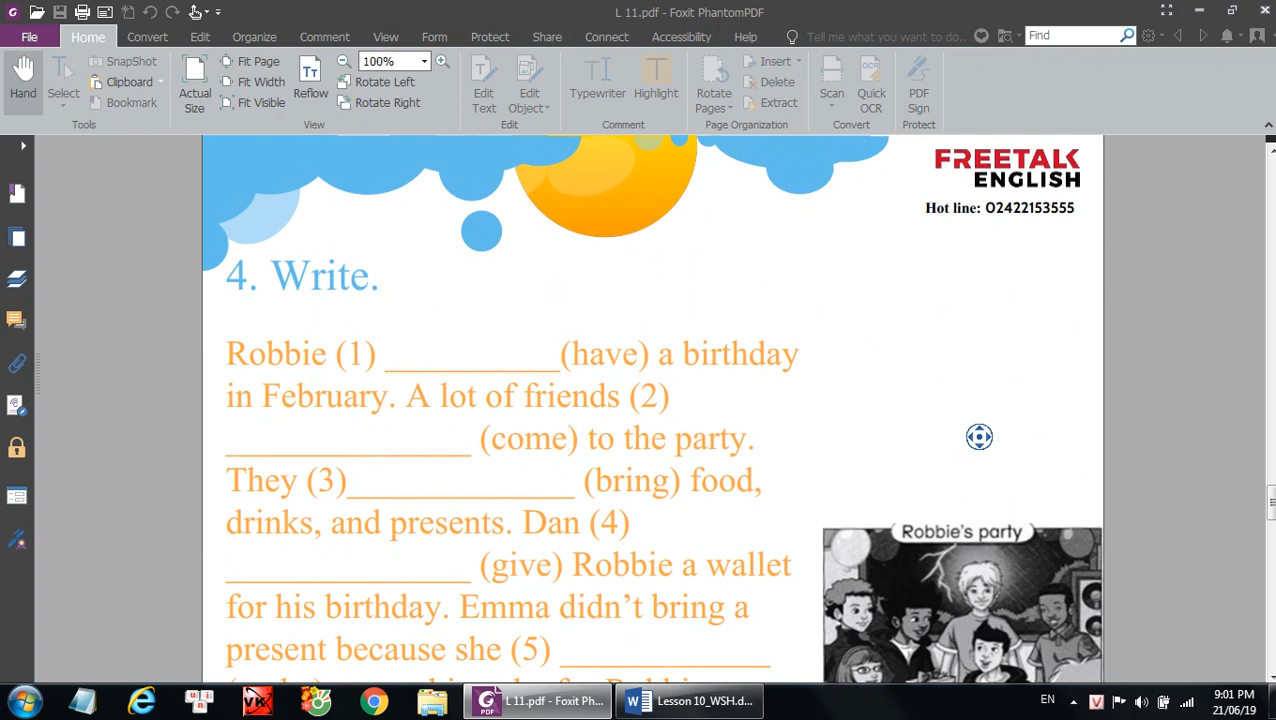 L 11.pdf - Foxit PhantomPDF
File Home Convert Edit Organize Comment View Form Protect Share Connect Accessibility Help Tell me what you want to do.. Find
Hand
Select
SnapShot
Clipboard
Bookmark
Tools
Actual Size
Fit Page
Fit Width
Fit Visible
Reflow
100%
Rotate Left
Rotate Right
View
Edit Text
Edit Object
Edit
Typewriter
Highlight
Comment
Rotate Pages
Insert
Delete
Extract
Page Organization
Scan
Quick OCR
Convert
PDF Sign
Protect
FREETALK
ENGLISH
Hot line: 02422153555
4. Write.
Robbie (1) __________(have) a birthday
in February. A lot of friends (2)
______________ (come) to the party.
They (3)_____________ (bring) food,
drinks, and presents. Dan (4)
______________ (give) Robbie a wallet
for his birthday. Emma didn't bring a
present because she (5) ____________
Robbie's party
L 11.pdf - Foxit Ph...
Lesson 10_WSH.d...
EN
9:01 PM
21/06/19